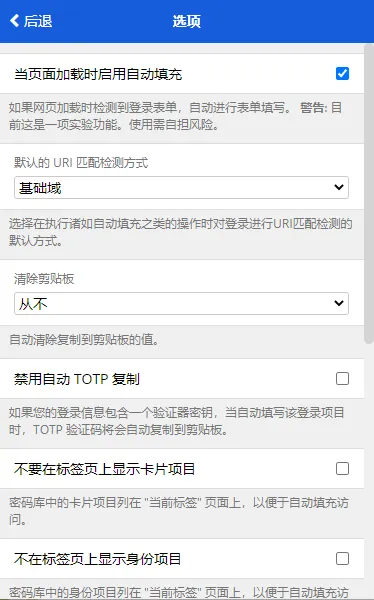 后退
选项
当页面加载时启用自动填充
如果网页加载时检测到登录表单，自动进行表单填写。 警告: 目
前这是一项实验功能。使用需自担风险。
默认的 URI 匹配检测方式
基础域
选择在执行诸如自动填充之类的操作时对登录进行URI匹配检测的
默认方式。
清除剪贴板
从不
自动清除复制到剪贴板的值。
禁用自动 TOTP 复制
如果您的登录信息包含一个验证器密钥，当自动填写该登录项目
时，TOTP 验证码将会自动复制到剪贴板。
不要在标签页上显示卡片项目
密码库中的卡片项目列在 "当前标签" 页面上，以便于自动填充访
问。
不在标签页上显示身份项目
密码库中的身份项目列在 "当前标签" 页面上，以便于自动填充访